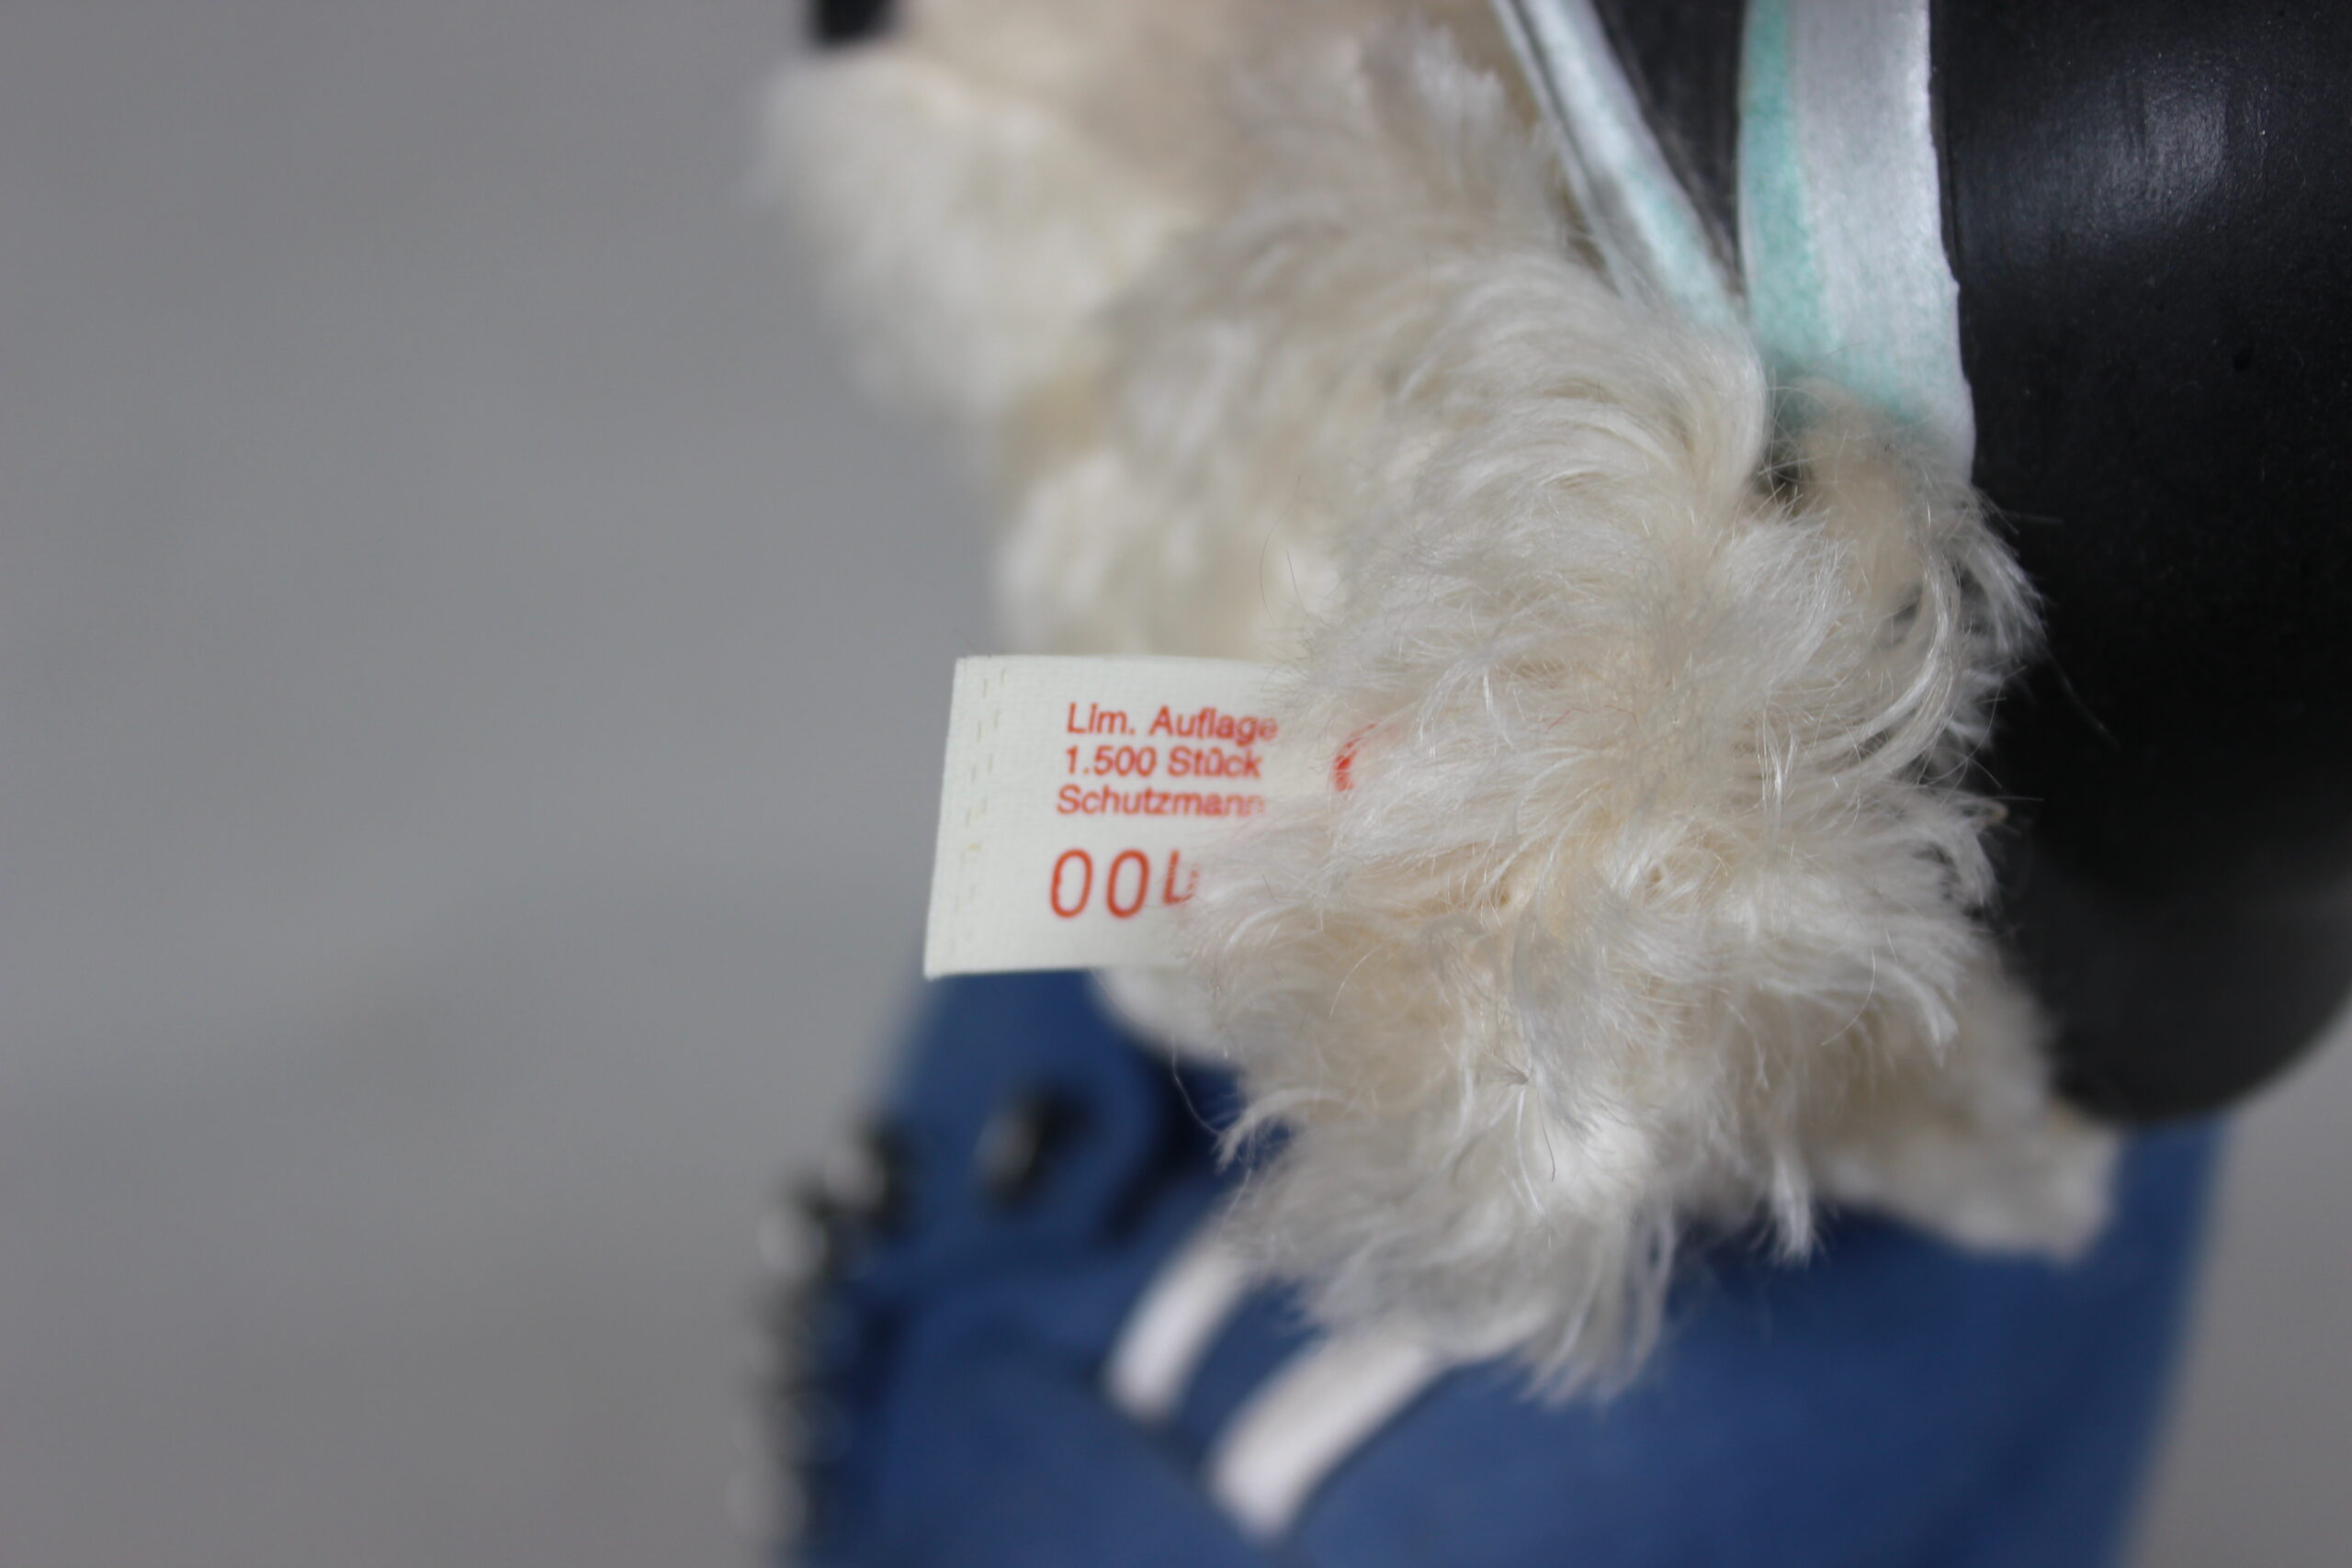 Lim. Auflage
1.500 Stück
Schutzmann
00